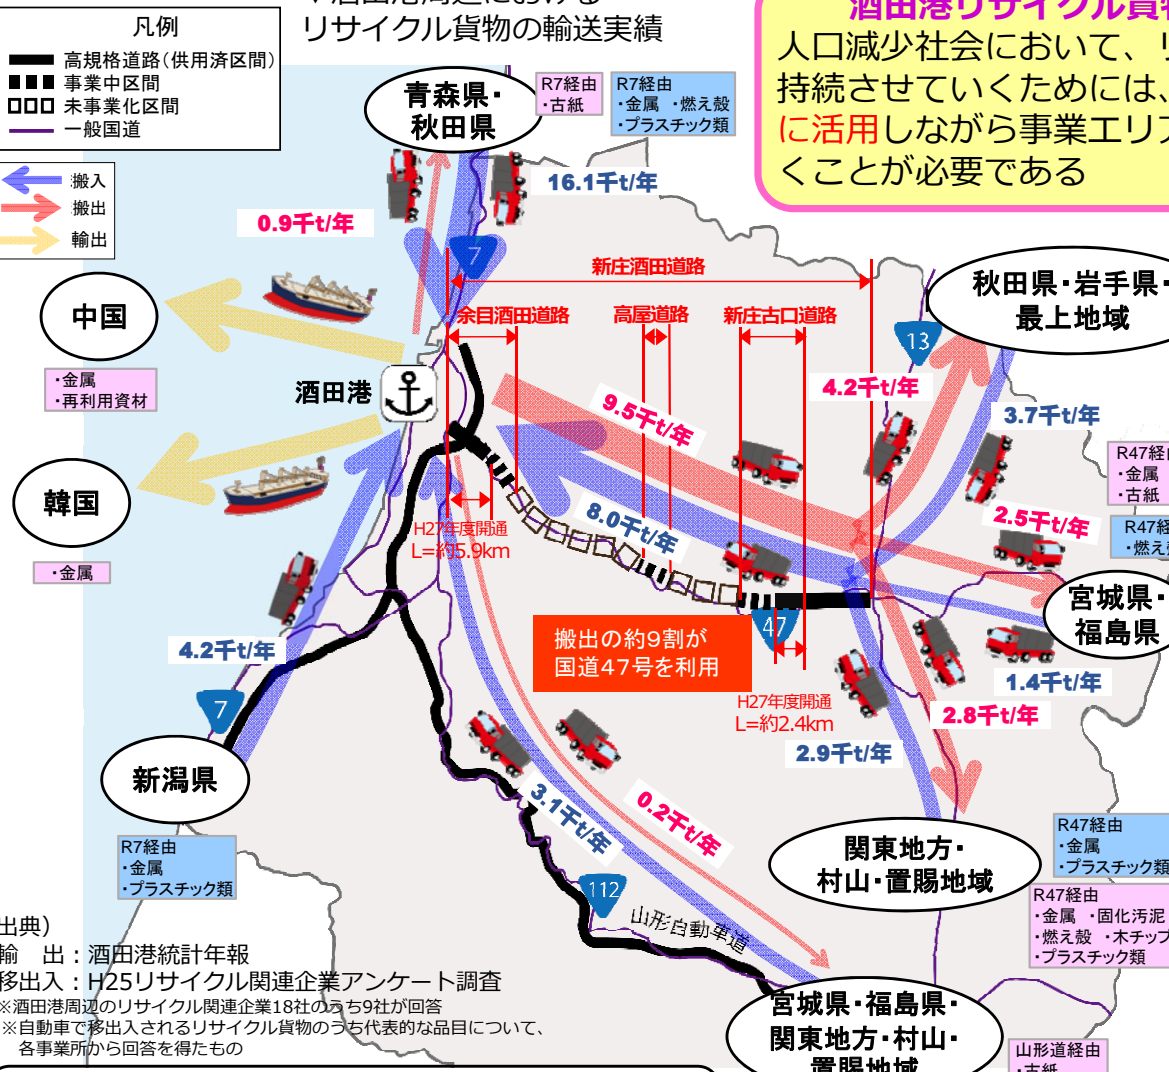 凡例
高規格道路(供用済区間)
事業中区間
未事業化区間
一般国道
搬入
搬出
輸出
リサイクル貨物の輸送実績
酒田港リサイクル貨物
人口減少社会において、リ
持続させていくためには、
に活用しながら事業エリア
くことが必要である
青森県・
秋田県
R7経由
・古紙
R7経由
・金属 ・燃え殻
・プラスチック類
16.1千t/年
0.9千t/年
7
新庄酒田道路
余目酒田道路
高屋道路
新庄古口道路
秋田県・岩手県・
最上地域
13
中国
・金属
・再利用資材
酒田港
韓国
・金属
4.2千t/年
9.5千t/年
3.7千t/年
R47経由
・金属
・古紙
R47経
・燃え
2.5千t/年
8.0千t/年
H27年度開通
L=約5.9km
宮城県・
福島県
47
搬出の約9割が
国道47号を利用
H27年度開通
L=約2.4km
1.4千t/年
2.8千t/年
2.9千t/年
4.2千t/年
7
新潟県
R7経由
・金属
・プラスチック類
3.1千t/年
0.2千t/年
関東地方・
村山・置賜地域
R47経由
・金属
・プラスチック類
R47経由
・金属 ・固化汚泥
・燃え殻 ・木チップ
・プラスチック類
112
山形自動車道
宮城県・福島県・
関東地方・村山・
置賜地域
山形道経由
・古紙
出典)
輸 出:酒田港統計年報
移出入:H25リサイクル関連企業アンケート調査
※酒田港周辺のリサイクル関連企業18社のうち9社が回答
※自動車で移出入されるリサイクル貨物のうち代表的な品目について、
各事業所から回答を得たもの